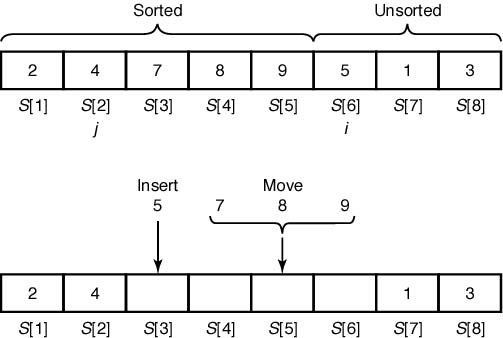 Sorted Unsorted
2 4 7 8 9 5 1 3
S[1] S[2] S[3] S[4] S[5] S[6] S[7] S[8]
j i
Insert Move
5 7 8 9
2 4 1 3
S[1] S[2] S[3] S[4] S[5] S[6] S[7] S[8]